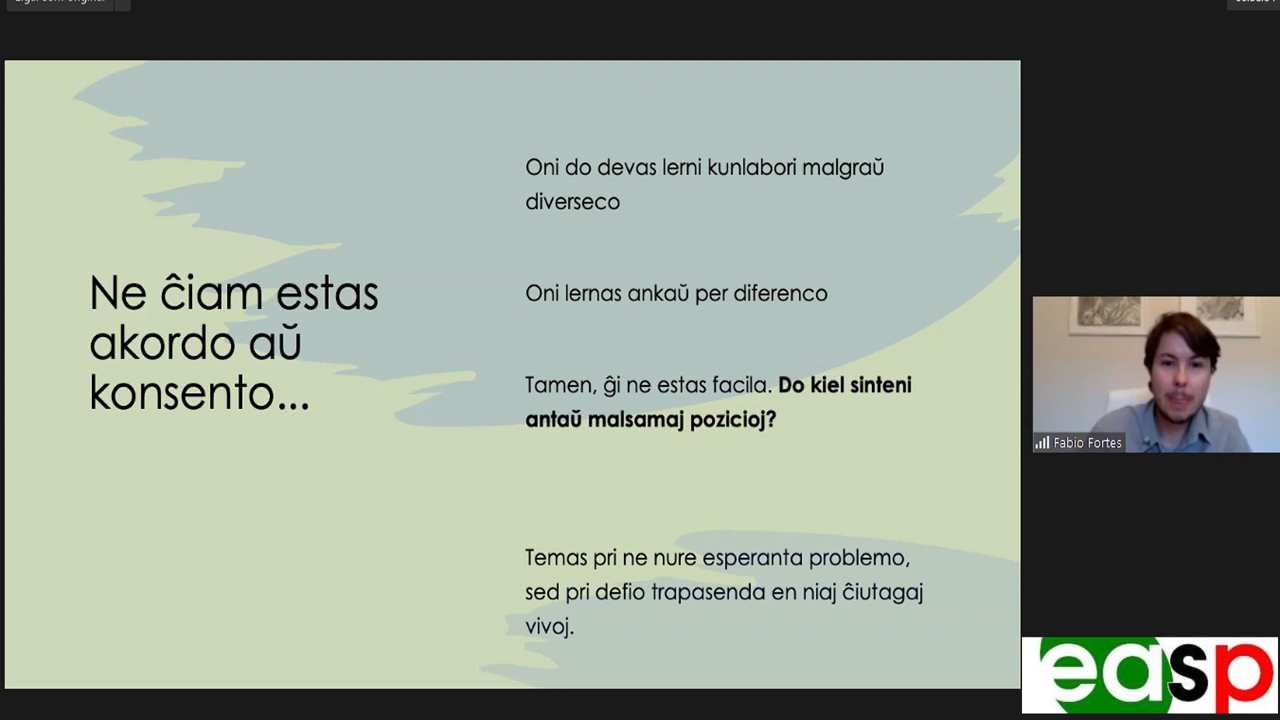 Ne ĉiam estas
akordo aŭ
konsento...
Oni do devas lerni kunlabori malgraŭ
diverseco
Oni lernas ankaŭ per diferenco
Tamen, ĝi ne estas facila. Do kiel sinteni
antaŭ malsamaj pozicioj?
Temas pri ne nure esperanta problemo,
sed pri defio trapasenda en niaj ĉiutagaj
vivoj.
Fabio Fortes
easp